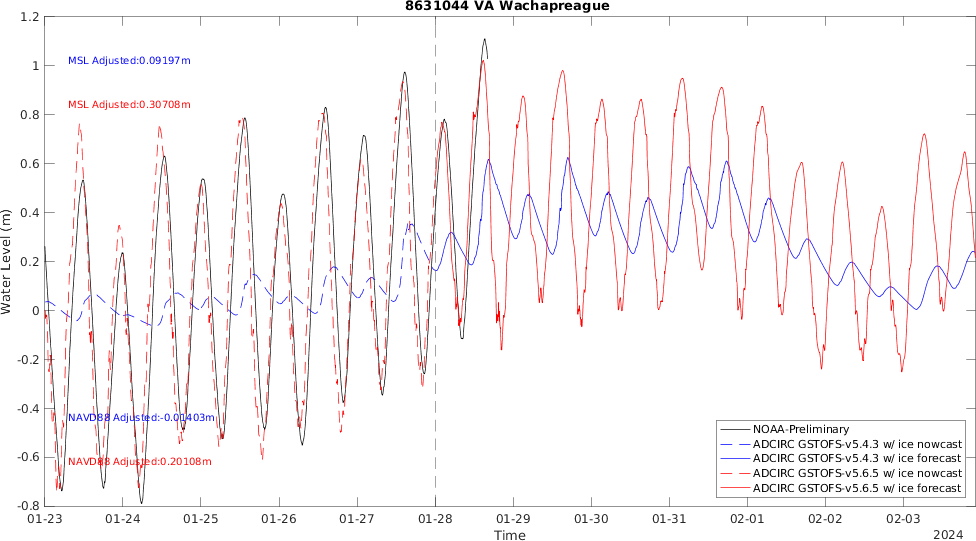 8631044 VA Wachapreague
1.2
1
0.8
0.6
0.4
0.2
0
-0.2
-0.4
-0.6
-0.8
Water Level (m)
MSL Adjusted:0.09197m
MSL Adjusted:0.30708m
NAVD88 Adjusted:-0.01403m
NAVD88 Adjusted:0.20108m
NOAA-Preliminary
ADCIRC GSTOFS-v5.4.3 w/ ice nowcast
ADCIRC GSTOFS-v5.4.3 w/ ice forecast
ADCIRC GSTOFS-v5.6.5 w/ ice nowcast
ADCIRC GSTOFS-v5.6.5 w/ ice forecast
01-23 01-24 01-25 01-26 01-27 01-28 01-29 01-30 01-31 02-01 02-02 02-03
Time
2024